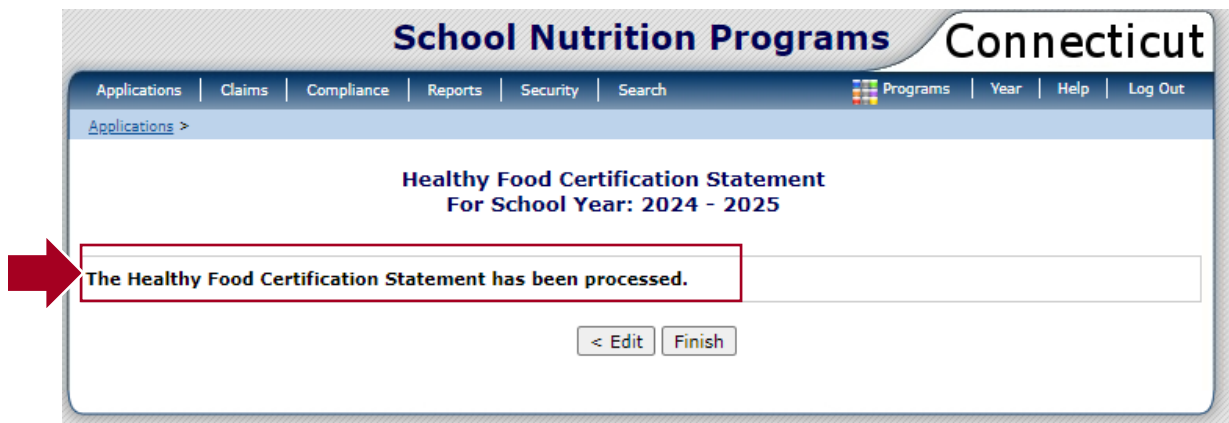 School Nutrition Programs Connecticut
Applications | Claims | Compliance | Reports | Security | Search Programs | Year | Help | Log Out
Applications >
Healthy Food Certification Statement
For School Year: 2024 - 2025
The Healthy Food Certification Statement has been processed.
< Edit Finish